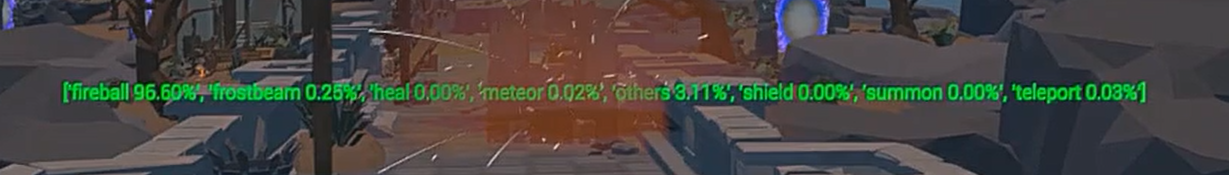 ['fireball 96.60%', 'frostbeam 0.25%', 'heal 0.00%', 'meteor 0.02%', 'others 3.11%', 'shield 0.00%', 'summon 0.00%', 'teleport 0.03%']